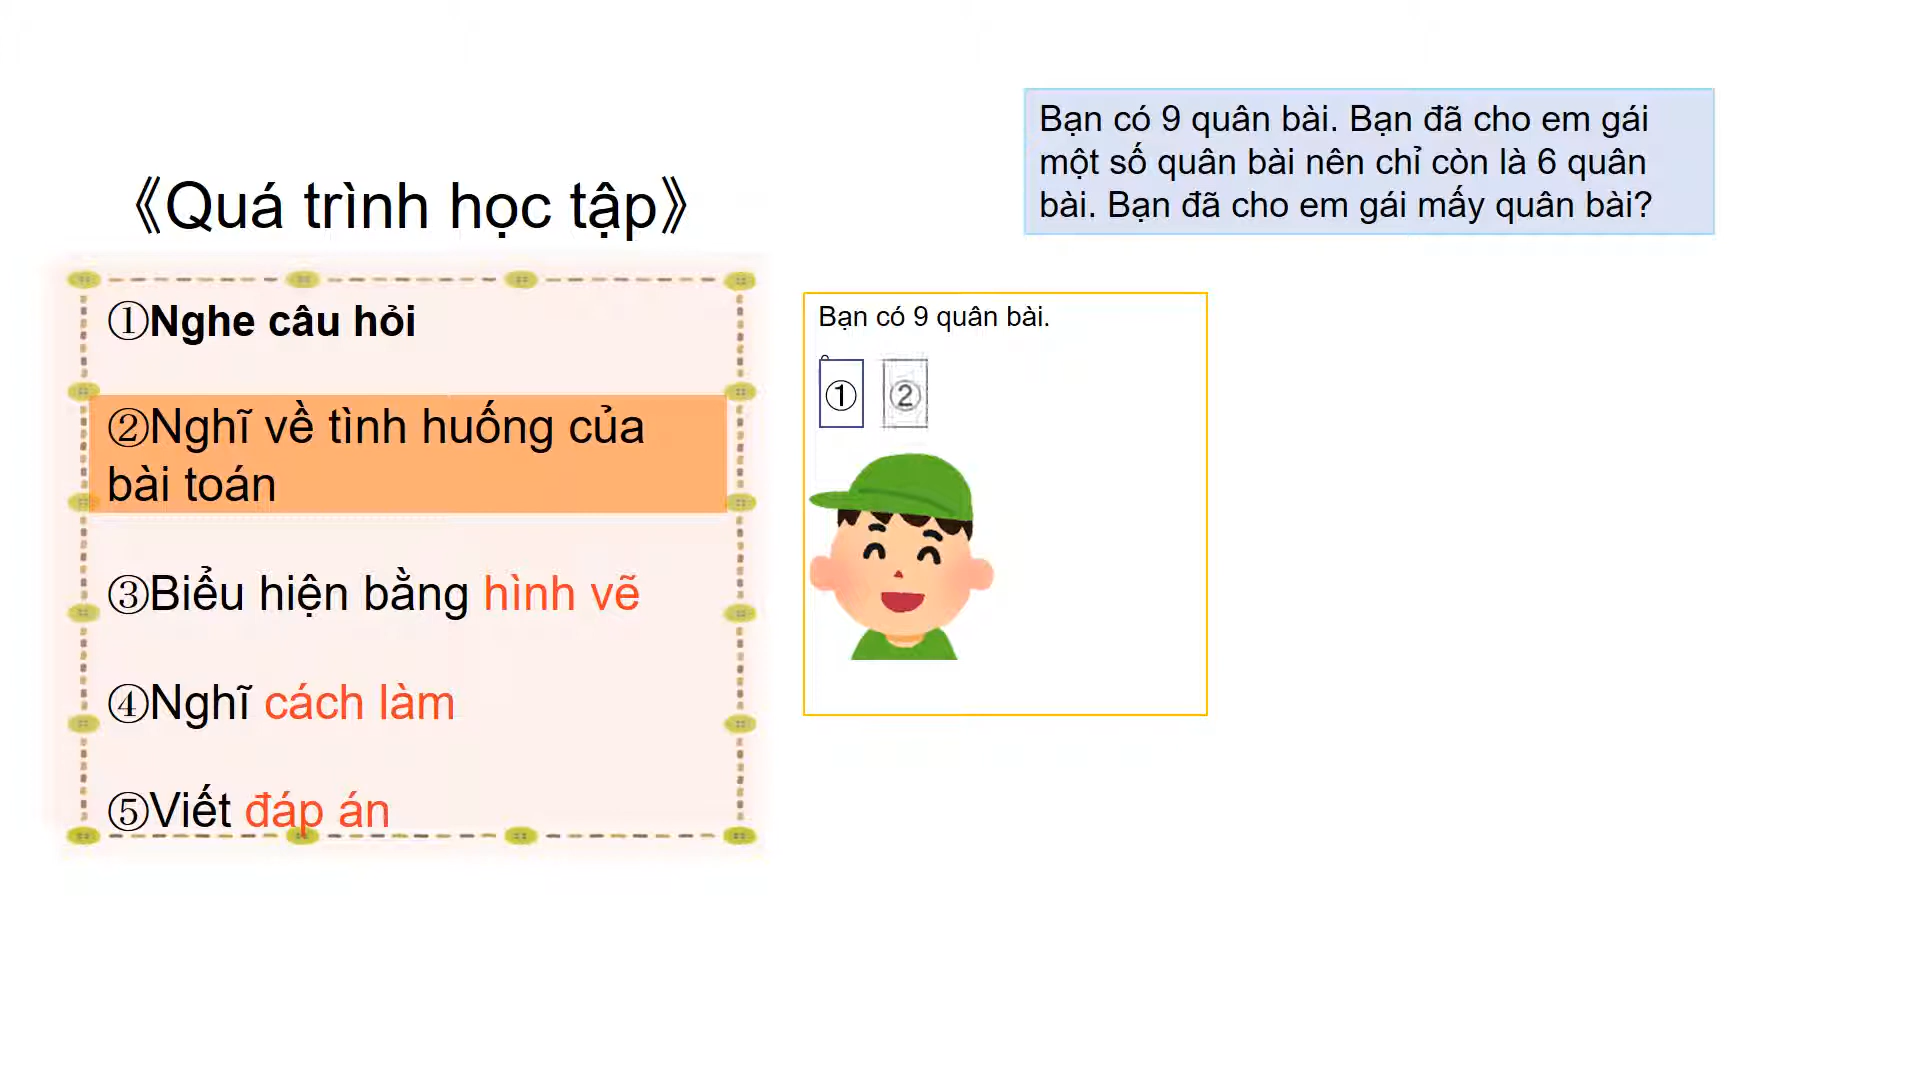 《Quá trình học tập》
①Nghe câu hỏi
②Nghĩ về tình huống của
bài toán
③Biểu hiện bằng hình vẽ
④Nghĩ cách làm
⑤Viết đáp án
Bạn có 9 quân bài. Bạn đã cho em gái
một số quân bài nên chỉ còn là 6 quân
bài. Bạn đã cho em gái mấy quân bài?
Bạn có 9 quân bài.
① ②